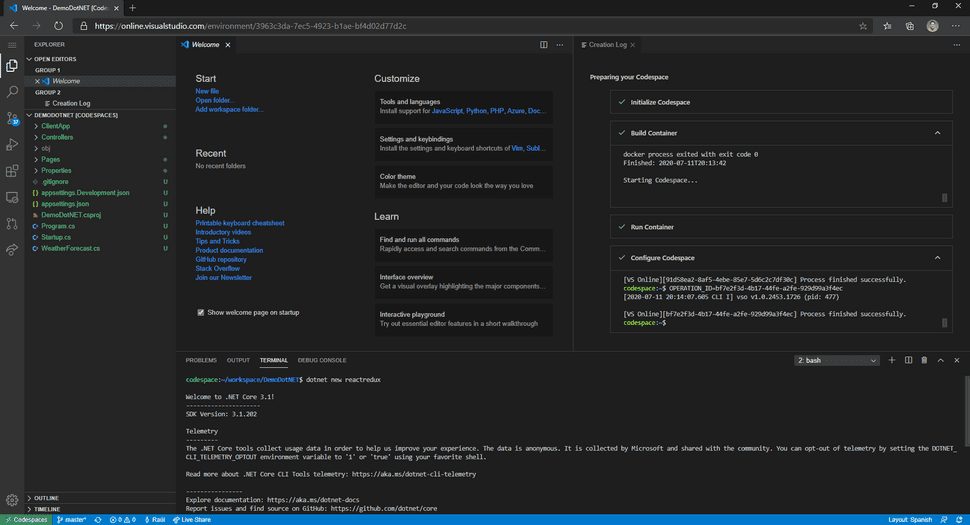 Welcome - DemoDotNET [Codes
https://online.visualstudio.com/environment/3963c3da-7ec5-4923-b1ae-bf4d02d77d2c
EXPLORER
OPEN EDITORS
GROUP 1
Welcome
GROUP 2
Creation Log
DEMODOTNET [CODESPACES]
ClientApp
Controllers
obj
Pages
Properties
.gitignore U
appsettings.Development.json U
appsettings.json U
DemoDotNET.csproj U
Program.cs U
Startup.cs U
WeatherForecast.cs U
OUTLINE
TIMELINE
37
Welcome
Start
New file
Open folder...
Add workspace folder...
Recent
No recent folders
Help
Printable keyboard cheatsheet
Introductory videos
Tips and Tricks
Product documentation
GitHub repository
Stack Overflow
Join our Newsletter
Show welcome page on startup
Customize
Tools and languages
Install support for JavaScript, Python, PHP, Azure, Doc...
Settings and keybindings
Install the settings and keyboard shortcuts of Vim, Subl...
Color theme
Make the editor and your code look the way you love
Learn
Find and run all commands
Rapidly access and search commands from the Comm...
Interface overview
Get a visual overlay highlighting the major components...
Interactive playground
Try out essential editor features in a short walkthrough
Creation Log
Preparing your Codespace
Initialize Codespace
Build Container
docker process exited with exit code 0
Finished: 2020-07-11T20:13:42
Starting Codespace...
Run Container
Configure Codespace
[VS Online][91d58ea2-8af5-4ebe-85e7-5d6c2c7df30c] Process finished successfully.
codespace:~$ OPERATION_ID=bf7e2f3d-4b17-44fe-a2fe-929d99a3f4ec
[2020-07-11 20:14:07.605 CLI I] vso v1.0.2453.1726 (pid: 477)
[VS Online][bf7e2f3d-4b17-44fe-a2fe-929d99a3f4ec] Process finished successfully.
codespace:~$
PROBLEMS OUTPUT TERMINAL DEBUG CONSOLE
2: bash
codespace:~/workspace/DemoDotNET$ dotnet new reactredux
Welcome to .NET Core 3.1!
---------------------
SDK Version: 3.1.202
Telemetry
---------
The .NET Core tools collect usage data in order to help us improve your experience. The data is anonymous. It is collected by Microsoft and shared with the community. You can opt-out of telemetry by setting the DOTNET_
CLI_TELEMETRY_OPTOUT environment variable to '1' or 'true' using your favorite shell.
Read more about .NET Core CLI Tools telemetry: https://aka.ms/dotnet-cli-telemetry
----------------
Explore documentation: https://aka.ms/dotnet-docs
Report issues and find source on GitHub: https://github.com/dotnet/core
Codespaces master* 0 0 Live Share
Layout: Spanish